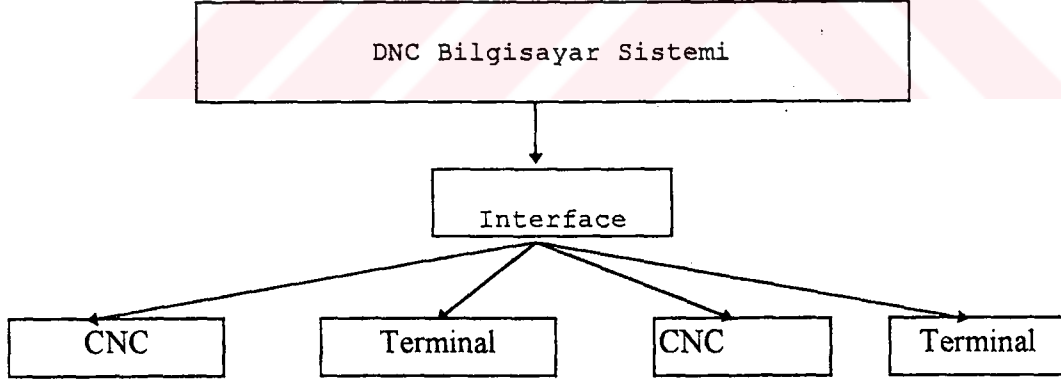 DNC Bilgisayar Sistemi
Interface
CNC Terminal CNC Terminal